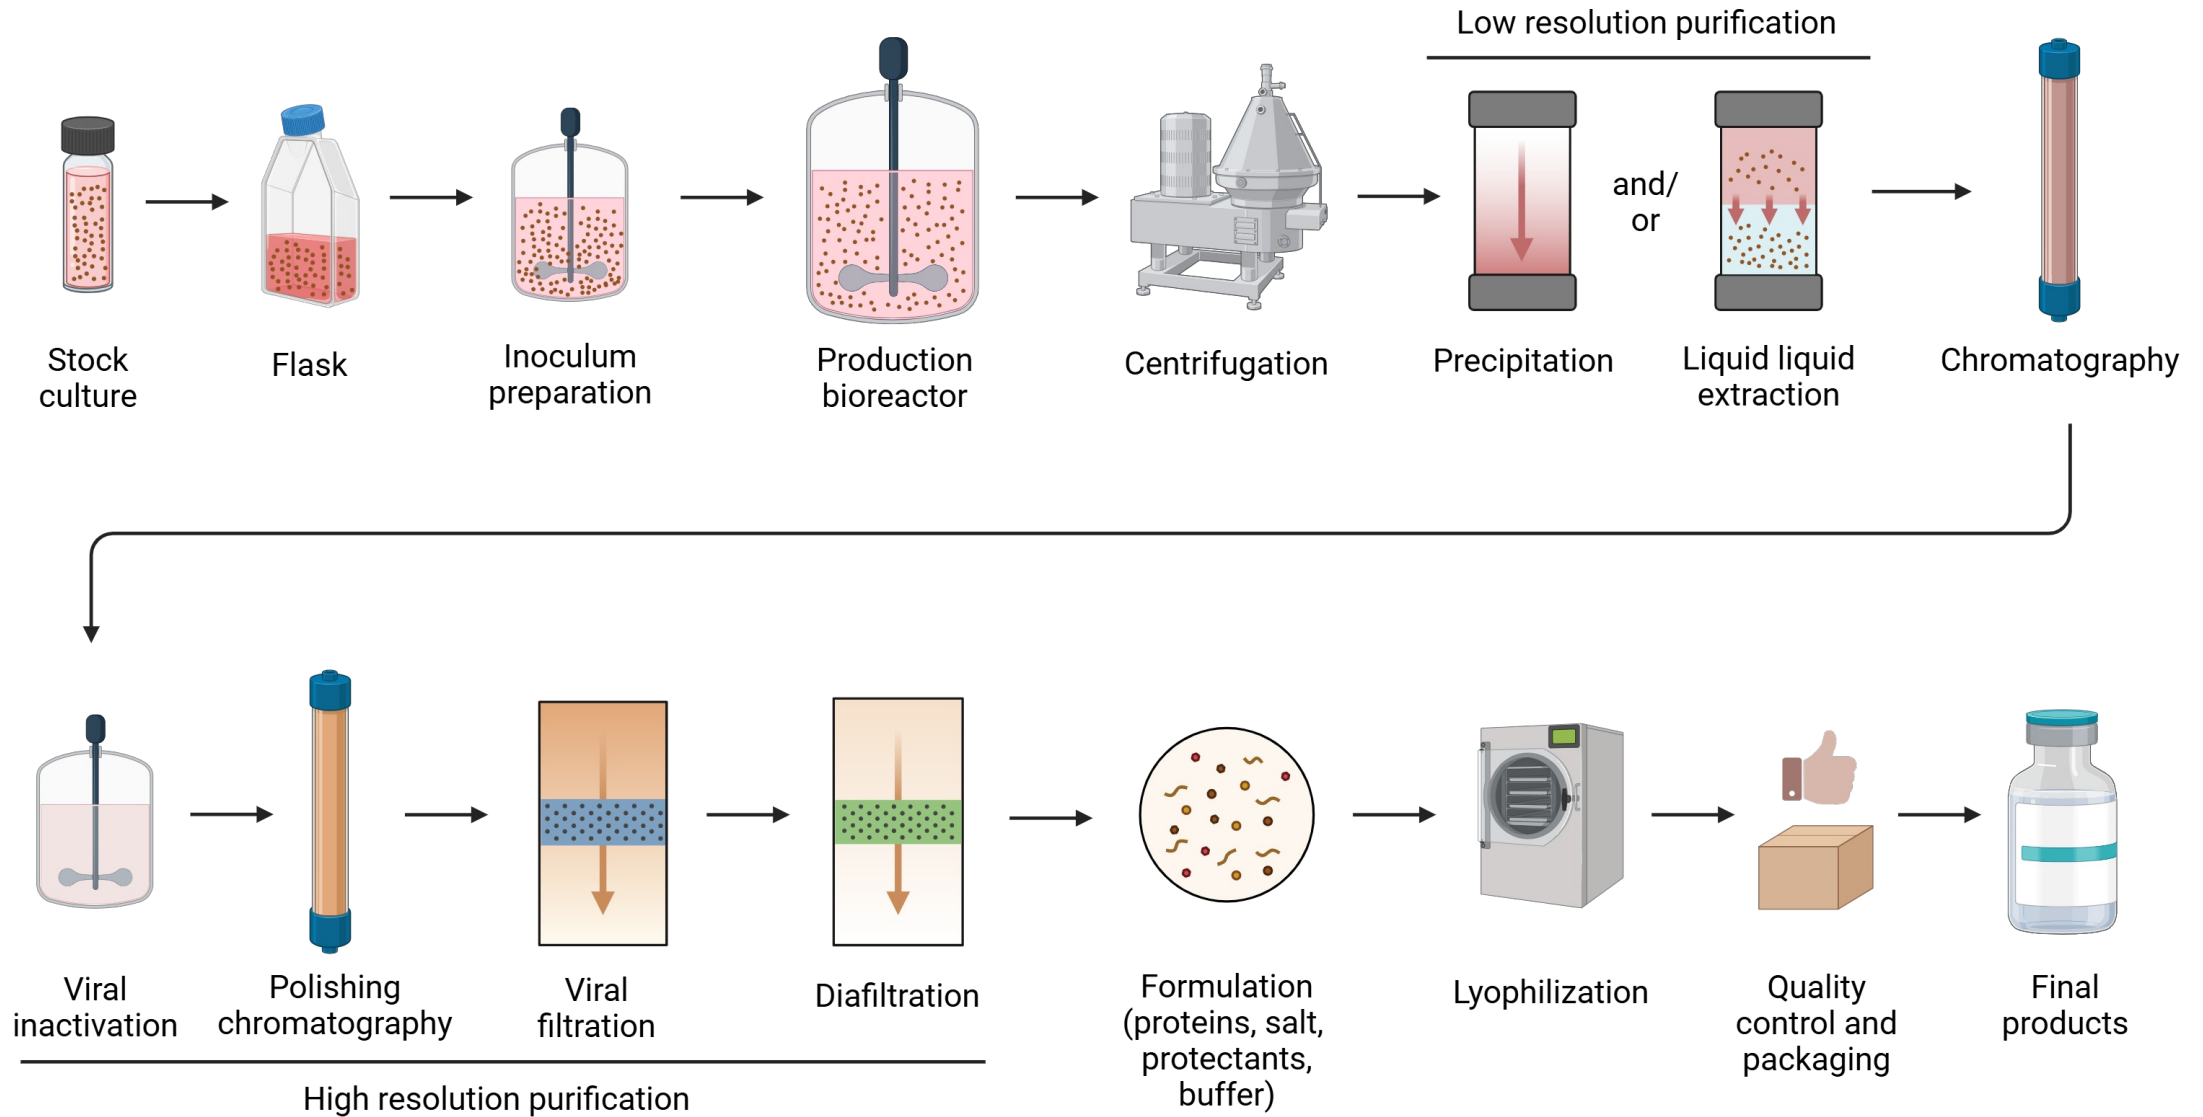 Low resolution purification
and/
or
Stock
culture
Flask
Inoculum
preparation
Production
bioreactor
Centrifugation
Precipitation
Liquid liquid
extraction
Chromatography
Viral
inactivation
Polishing
chromatography
Viral
filtration
Diafiltration
Formulation
(proteins, salt,
protectants,
buffer)
Lyophilization
Quality
control and
packaging
Final
products
High resolution purification